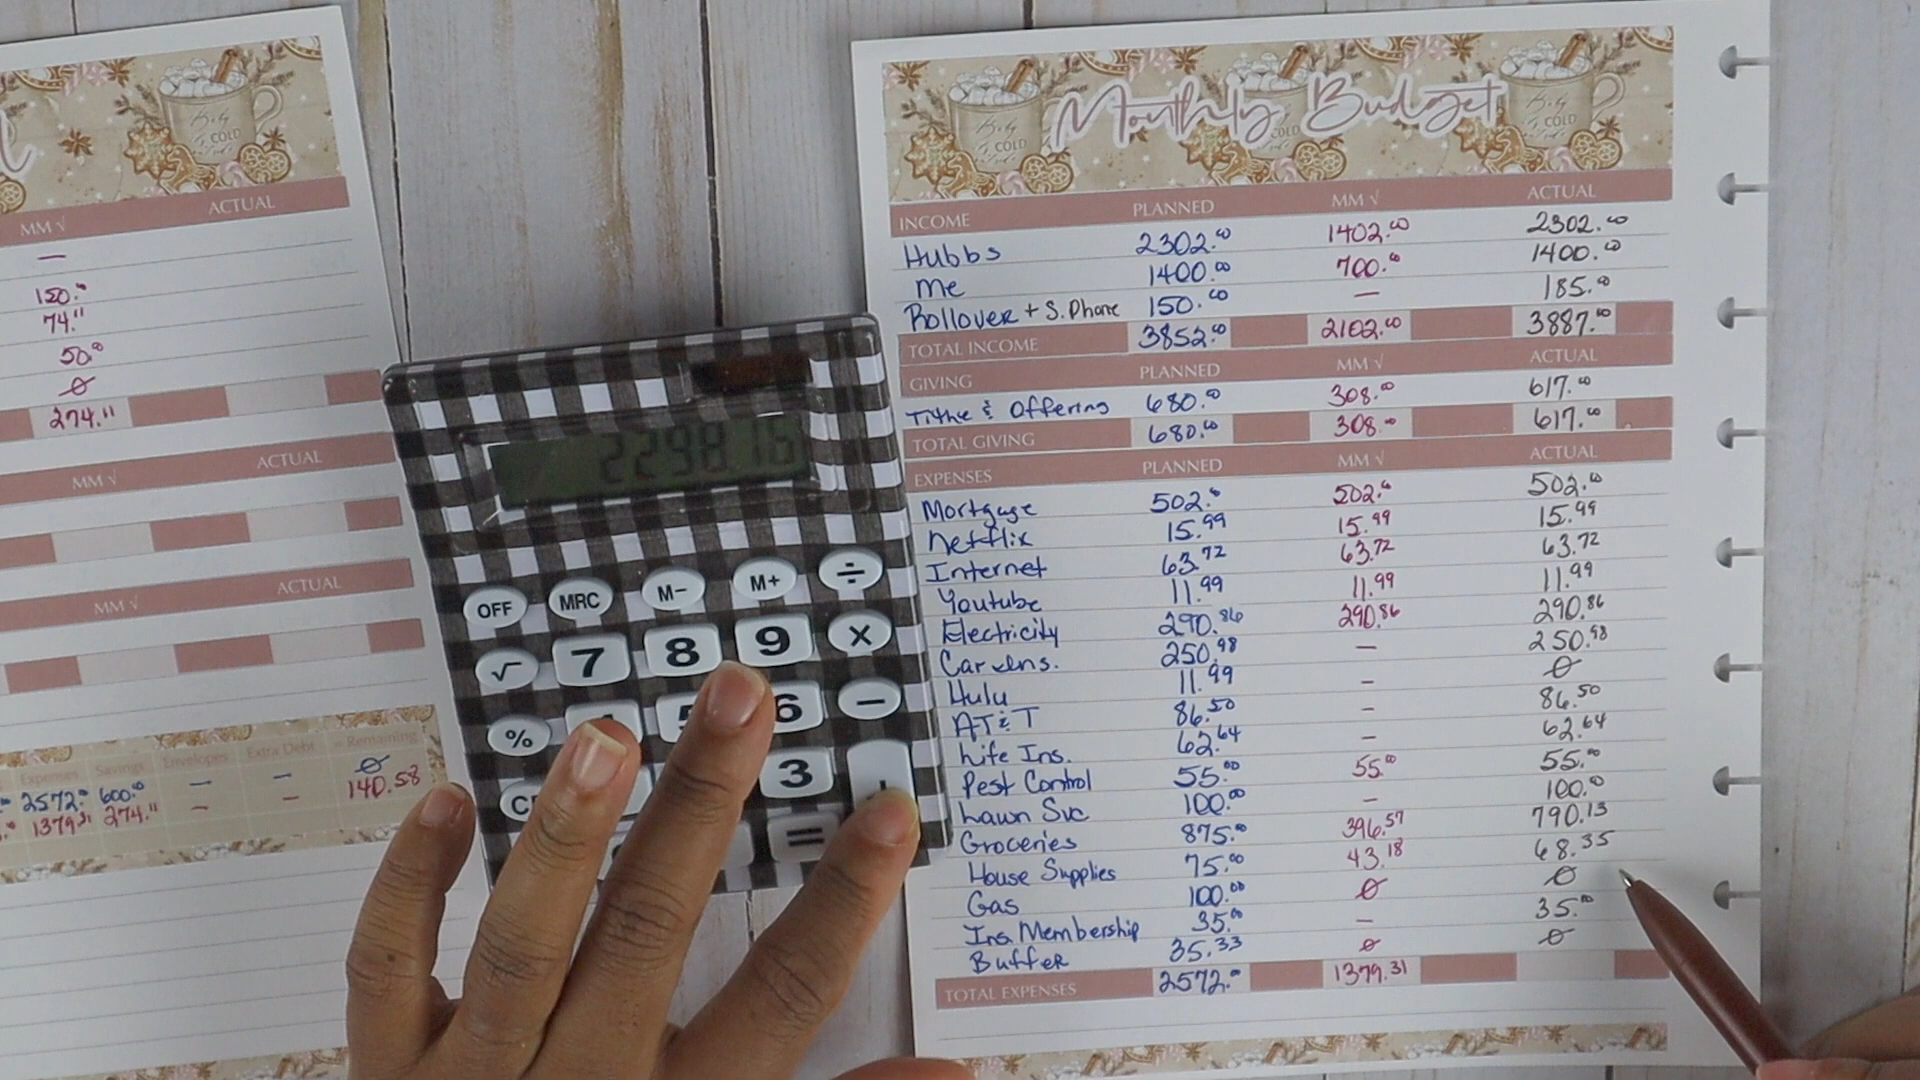 MM √ ACTUAL
—
150.⁰
74.¹¹
50.⁰
Ø
274.¹¹
MM √ ACTUAL
MM √ ACTUAL
Expenses Savings Envelopes Extra Debt = Remaining
2572.⁰⁰ 600.⁰⁰ — — Ø
1379.³¹ 274.¹¹ — — 140.58
2298.16
OFF MRC M- M+ ÷
√ 7 8 9 ×
% 6 −
3
=
COLD
COLD
COLD
Monthly Budget
INCOME PLANNED MM √ ACTUAL
Hubbs 2302.⁰⁰ 1402.⁰⁰ 2302.⁰⁰
Me 1400.⁰⁰ 700.⁰⁰ 1400.⁰⁰
Rollover + S. Phone 150.⁰⁰ — 185.⁰⁰
TOTAL INCOME 3852.⁰⁰ 2102.⁰⁰ 3887.⁰⁰
GIVING PLANNED MM √ ACTUAL
Tithe & Offering 680.⁰⁰ 308.⁰⁰ 617.⁰⁰
TOTAL GIVING 680.⁰⁰ 308.⁰⁰ 617.⁰⁰
EXPENSES PLANNED MM √ ACTUAL
Mortgage 502.⁰ 502.⁰ 502.⁰⁰
Netflix 15.⁹⁹ 15.⁹⁹ 15.⁹⁹
Internet 63.⁷² 63.⁷² 63.⁷²
Youtube 11.⁹⁹ 11.⁹⁹ 11.⁹⁹
Electricity 290.⁸⁶ 290.⁸⁶ 290.⁸⁶
Car Ins. 250.⁹⁸ — 250.⁹⁸
Hulu 11.⁹⁹ — Ø
AT&T 86.⁵⁰ — 86.⁵⁰
Life Ins. 62.⁶⁴ — 62.⁶⁴
Pest Control 55.⁰⁰ 55.⁰⁰ 55.⁰⁰
Lawn Svc 100.⁰⁰ — 100.⁰⁰
Groceries 875.⁰⁰ 396.⁵⁷ 790.¹³
House Supplies 75.⁰⁰ 43.¹⁸ 68.³⁵
Gas 100.⁰⁰ Ø Ø
Ins. Membership 35.⁰⁰ — 35.⁰⁰
Buffer 35.³³ Ø Ø
TOTAL EXPENSES 2572.⁰⁰ 1379.³¹